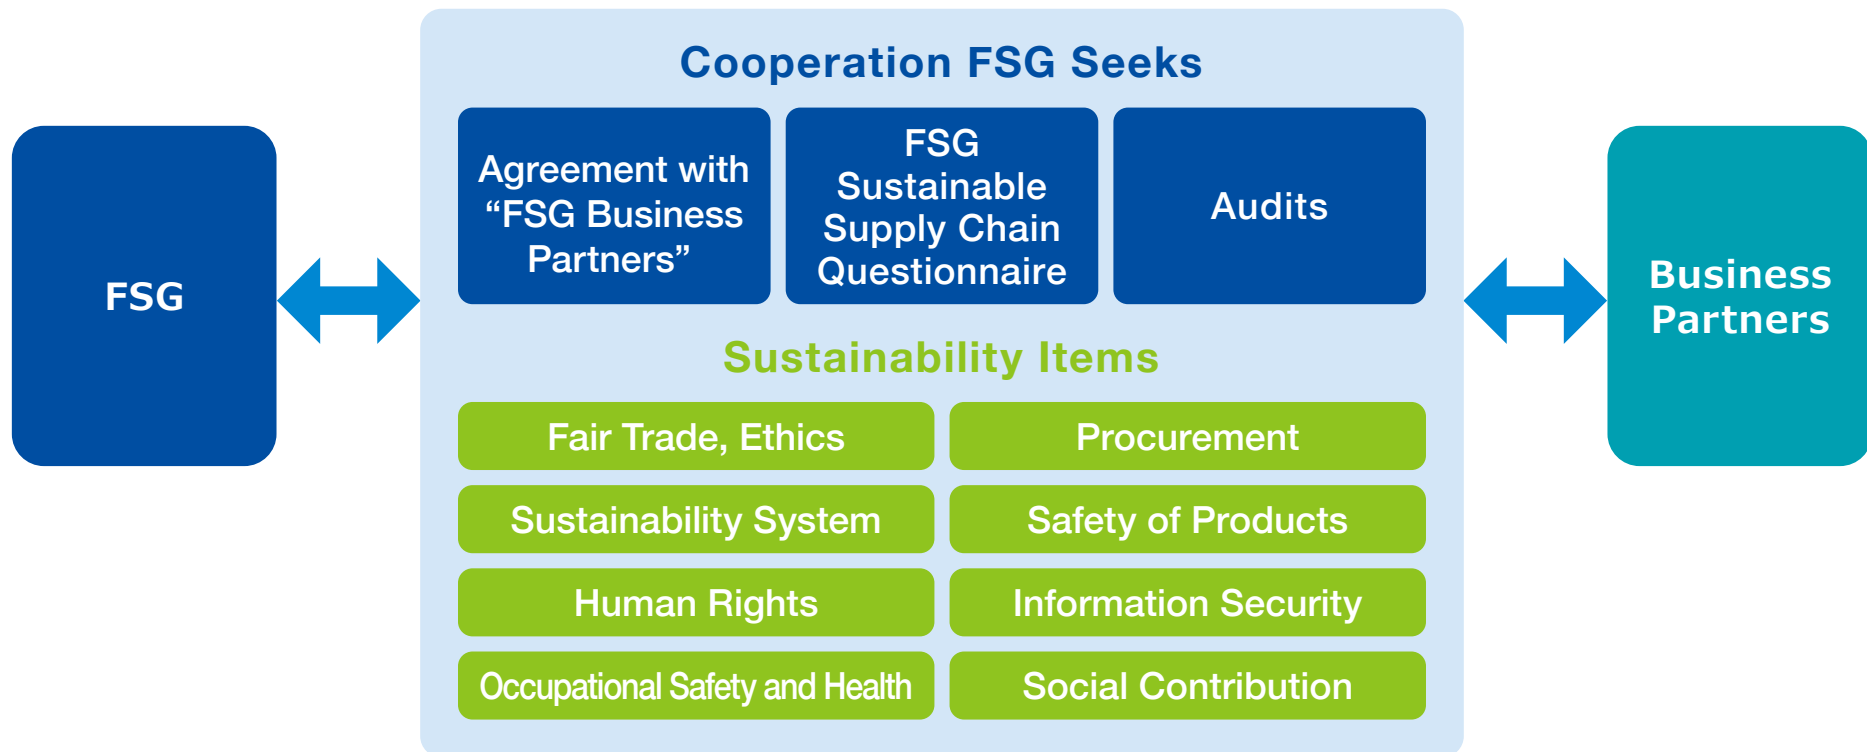 Cooperation FSG Seeks
FSG
Agreement with
“FSG Business
Partners”
FSG
Sustainable
Supply Chain
Questionnaire
Audits
Business
Partners
Sustainability Items
Fair Trade, Ethics
Procurement
Sustainability System
Safety of Products
Human Rights
Information Security
Occupational Safety and Health
Social Contribution